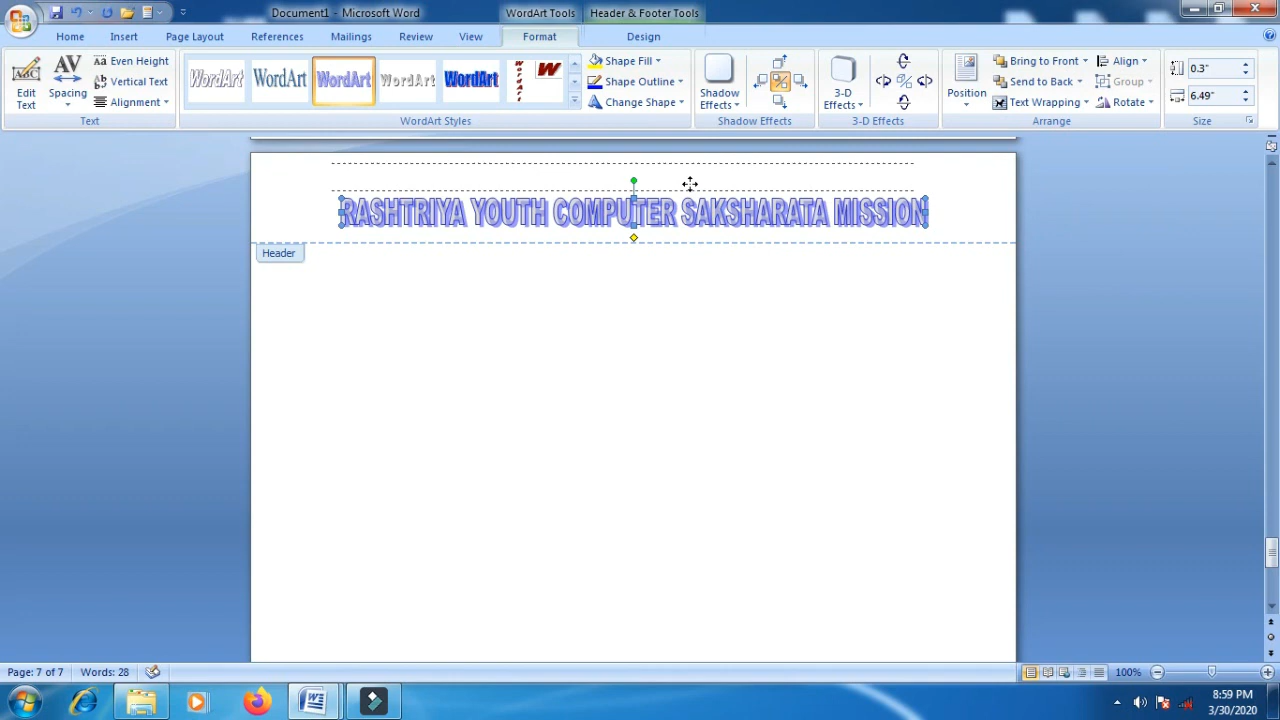 Document1 - Microsoft Word
WordArt Tools
Header & Footer Tools
Home
Insert
Page Layout
References
Mailings
Review
View
Format
Design
Edit Text
Spacing
Even Height
Vertical Text
Alignment
Text
WordArt
WordArt
WordArt
WordArt
WordArt
WordArt
W
WordArt Styles
Shape Fill
Shape Outline
Change Shape
Shadow Effects
Shadow Effects
3-D Effects
3-D Effects
Position
Bring to Front
Send to Back
Text Wrapping
Align
Group
Rotate
Arrange
0.3"
6.49"
Size
RASHTRIYA YOUTH COMPUTER SAKSHARATA MISSION
Header
Page: 7 of 7
Words: 28
100%
8:59 PM
3/30/2020